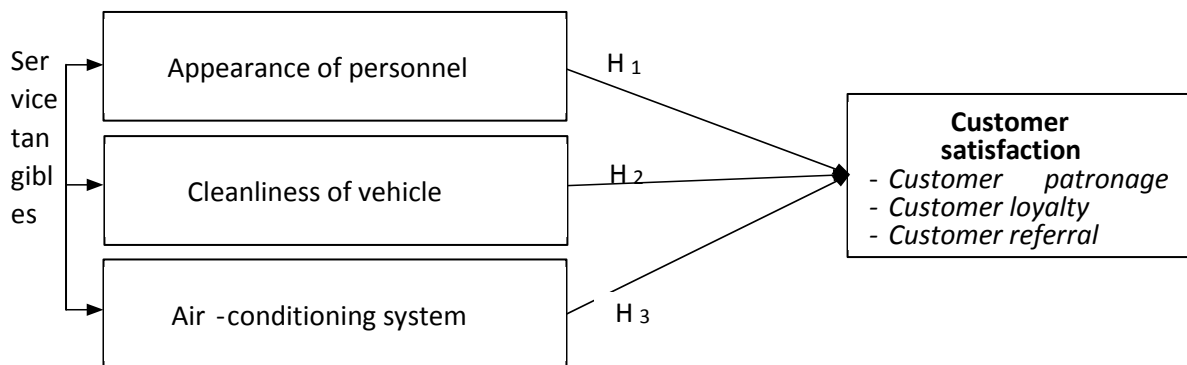 Ser
vice
tan
gibl
es
Appearance of personnel
Cleanliness of vehicle
Air -conditioning system
H 1
H 2
H 3
Customer
satisfaction
- Customer patronage
- Customer loyalty
- Customer referral